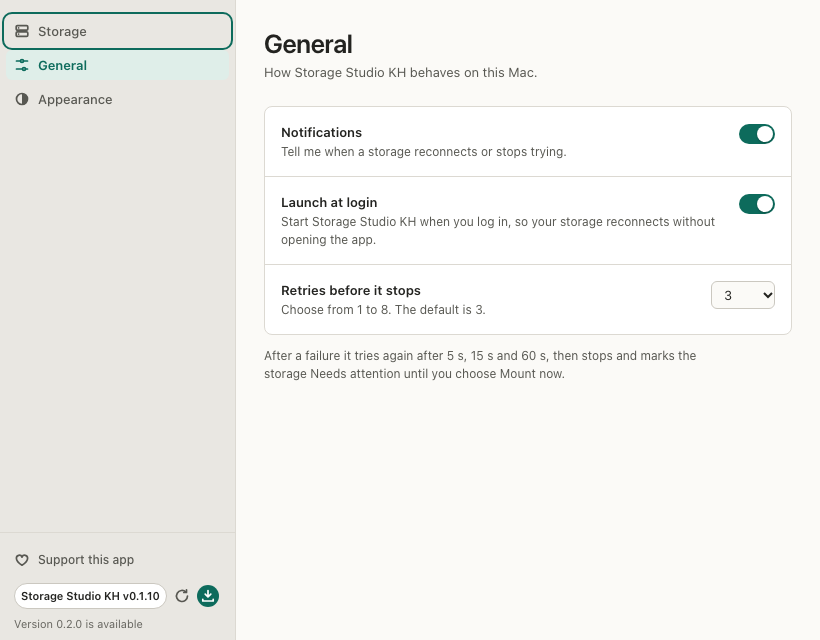 Storage
General
Appearance
Support this app
Storage Studio KH v0.1.10
Version 0.2.0 is available
General
How Storage Studio KH behaves on this Mac.
Notifications
Tell me when a storage reconnects or stops trying.
Launch at login
Start Storage Studio KH when you log in, so your storage reconnects without
opening the app.
Retries before it stops
Choose from 1 to 8. The default is 3.
3
After a failure it tries again after 5 s, 15 s and 60 s, then stops and marks the
storage Needs attention until you choose Mount now.